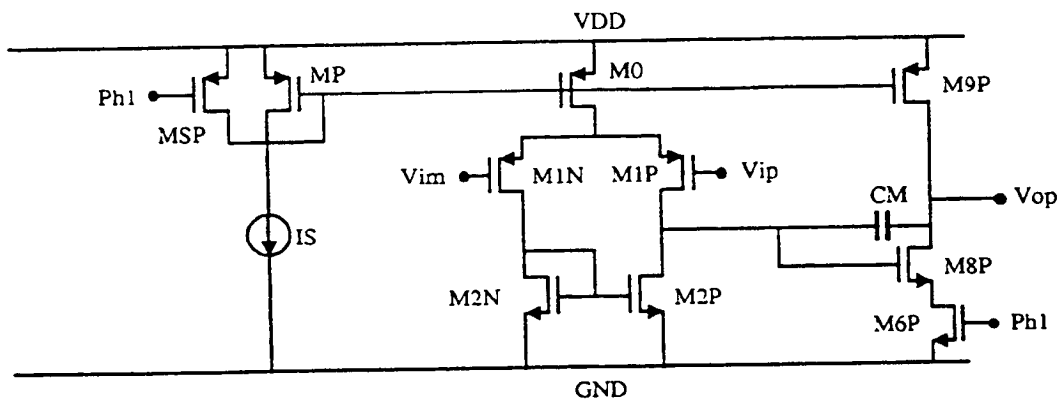 VDD
MP
M0
M9P
Ph1
MSP
Vim
M1N
M1P
Vip
CM
Vop
IS
M8P
M2N
M2P
M6P
Ph1
GND